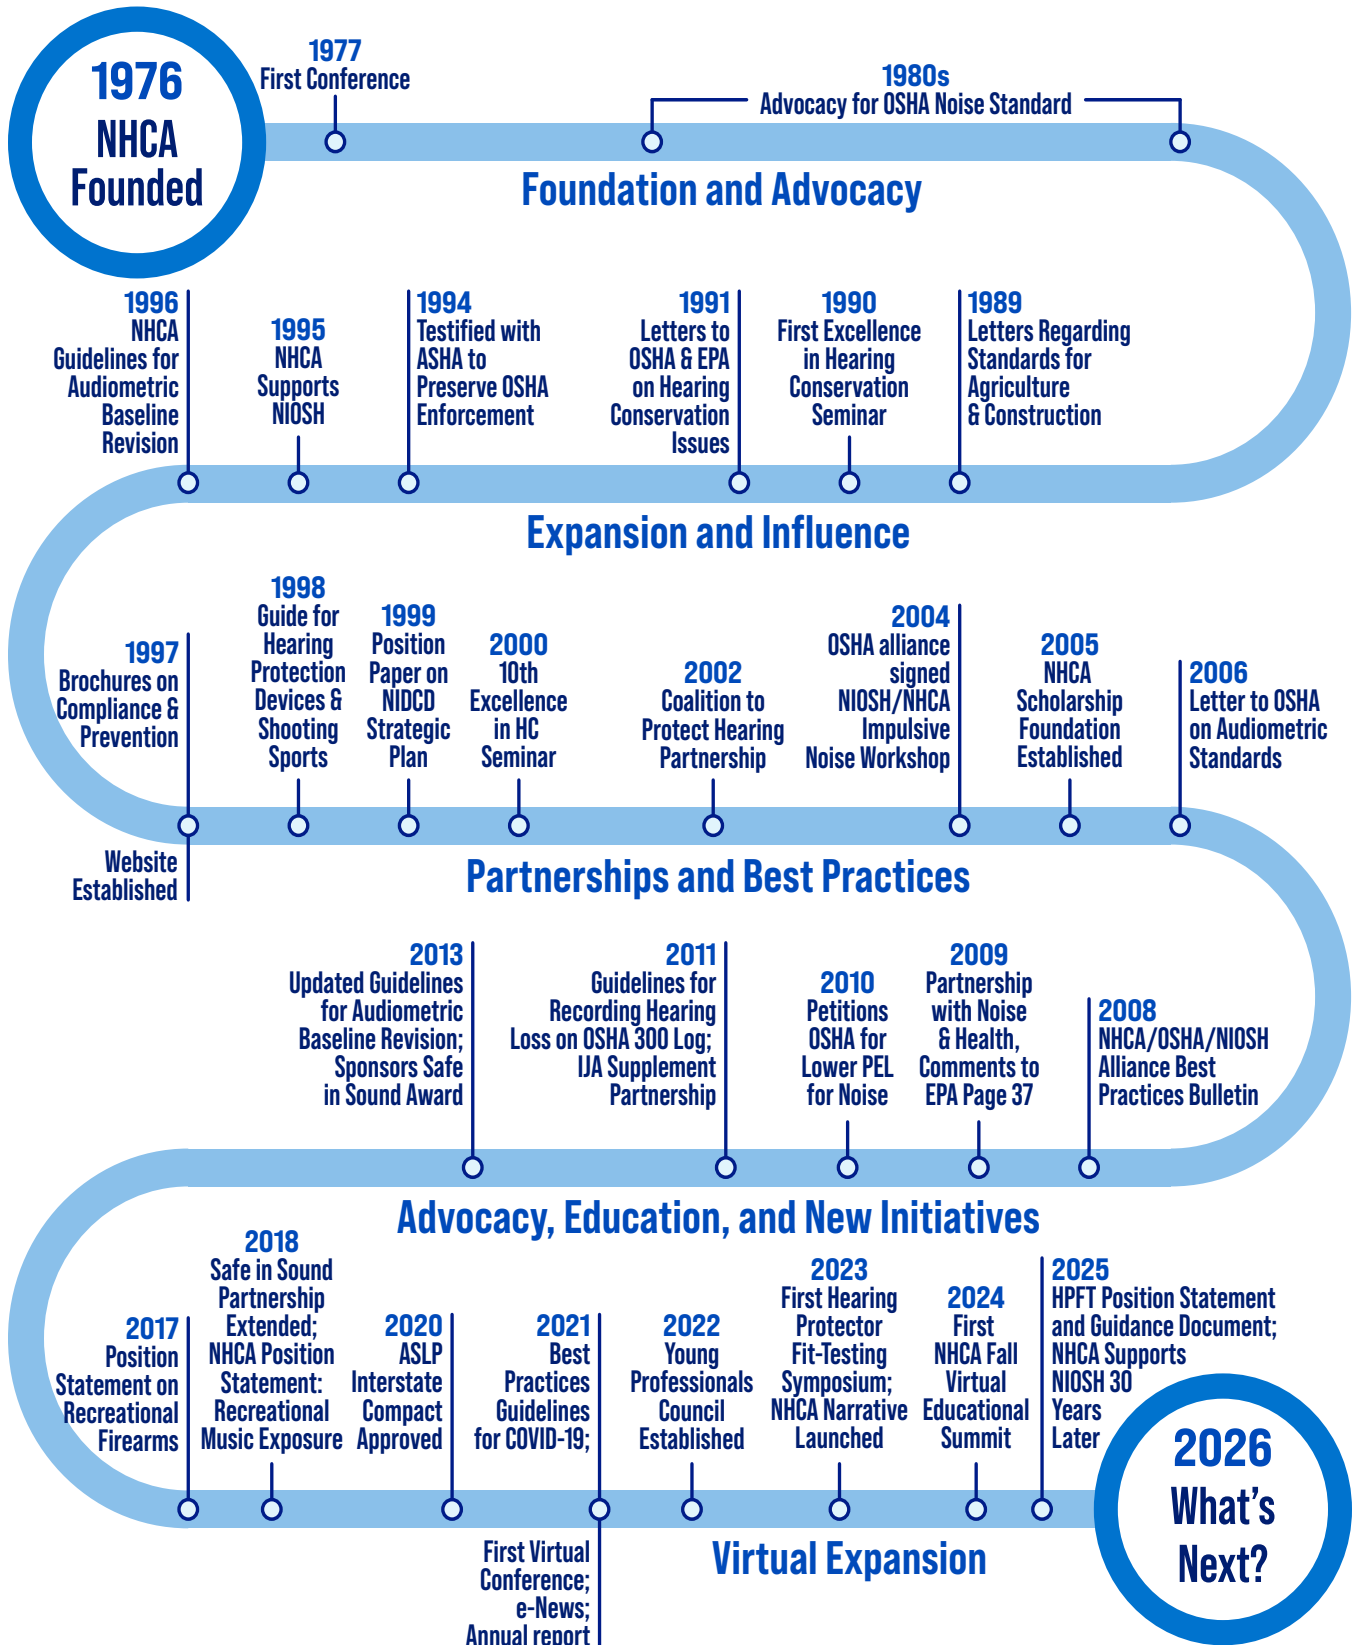 1976
NHCA
Founded
1977
First Conference
1980s
Advocacy for OSHA Noise Standard
Foundation and Advocacy
1989
Letters Regarding
Standards for
Agriculture
& Construction
1990
First Excellence
in Hearing
Conservation
Seminar
1991
Letters to
OSHA & EPA
on Hearing
Conservation
Issues
1994
Testified with
ASHA to
Preserve OSHA
Enforcement
1995
NHCA
Supports
NIOSH
1996
NHCA
Guidelines for
Audiometric
Baseline
Revision
Expansion and Influence
1997
Brochures on
Compliance &
Prevention
Website
Established
1998
Guide for
Hearing
Protection
Devices &
Shooting
Sports
1999
Position
Paper on
NIDCD
Strategic
Plan
2000
10th
Excellence
in HC
Seminar
2002
Coalition to
Protect Hearing
Partnership
2004
OSHA alliance
signed
NIOSH/NHCA
Impulsive
Noise Workshop
2005
NHCA
Scholarship
Foundation
Established
2006
Letter to OSHA
on Audiometric
Standards
Partnerships and Best Practices
2008
NHCA/OSHA/NIOSH
Alliance Best
Practices Bulletin
2009
Partnership
with Noise
& Health,
Comments to
EPA Page 37
2010
Petitions
OSHA for
Lower PEL
for Noise
2011
Guidelines for
Recording Hearing
Loss on OSHA 300 Log;
IJA Supplement
Partnership
2013
Updated Guidelines
for Audiometric
Baseline Revision;
Sponsors Safe
in Sound Award
Advocacy, Education, and New Initiatives
2017
Position
Statement on
Recreational
Firearms
2018
Safe in Sound
Partnership
Extended;
NHCA Position
Statement:
Recreational
Music Exposure
2020
ASLP
Interstate
Compact
Approved
2021
Best
Practices
Guidelines
for COVID-19;
First Virtual
Conference;
e-News;
Annual report
2022
Young
Professionals
Council
Established
2023
First Hearing
Protector
Fit-Testing
Symposium;
NHCA Narrative
Launched
2024
First
NHCA Fall
Virtual
Educational
Summit
2025
HPFT Position Statement
and Guidance Document;
NHCA Supports
NIOSH 30
Years
Later
Virtual Expansion
2026
What's
Next?